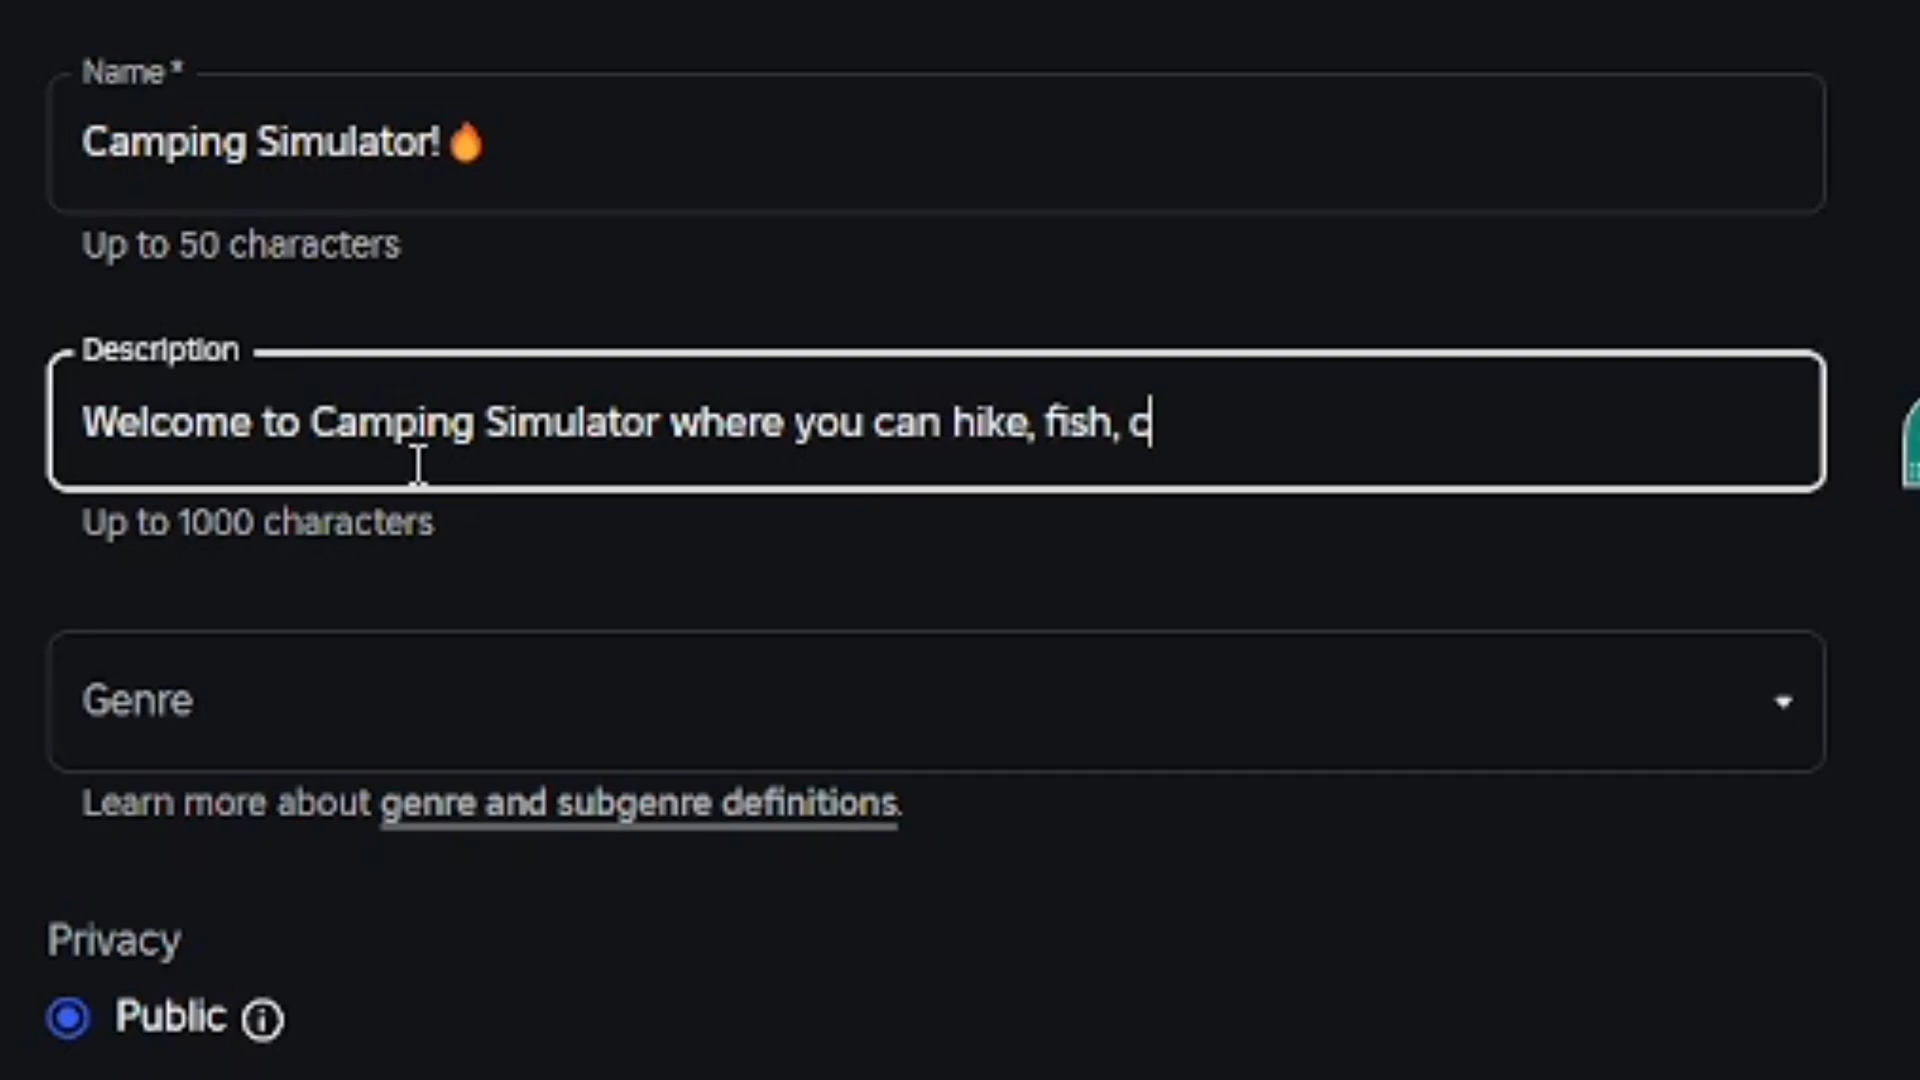 Name*
Camping Simulator!🔥
Up to 50 characters
Description
Welcome to Camping Simulator where you can hike, fish, c
Up to 1000 characters
Genre
Learn more about genre and subgenre definitions.
Privacy
Public